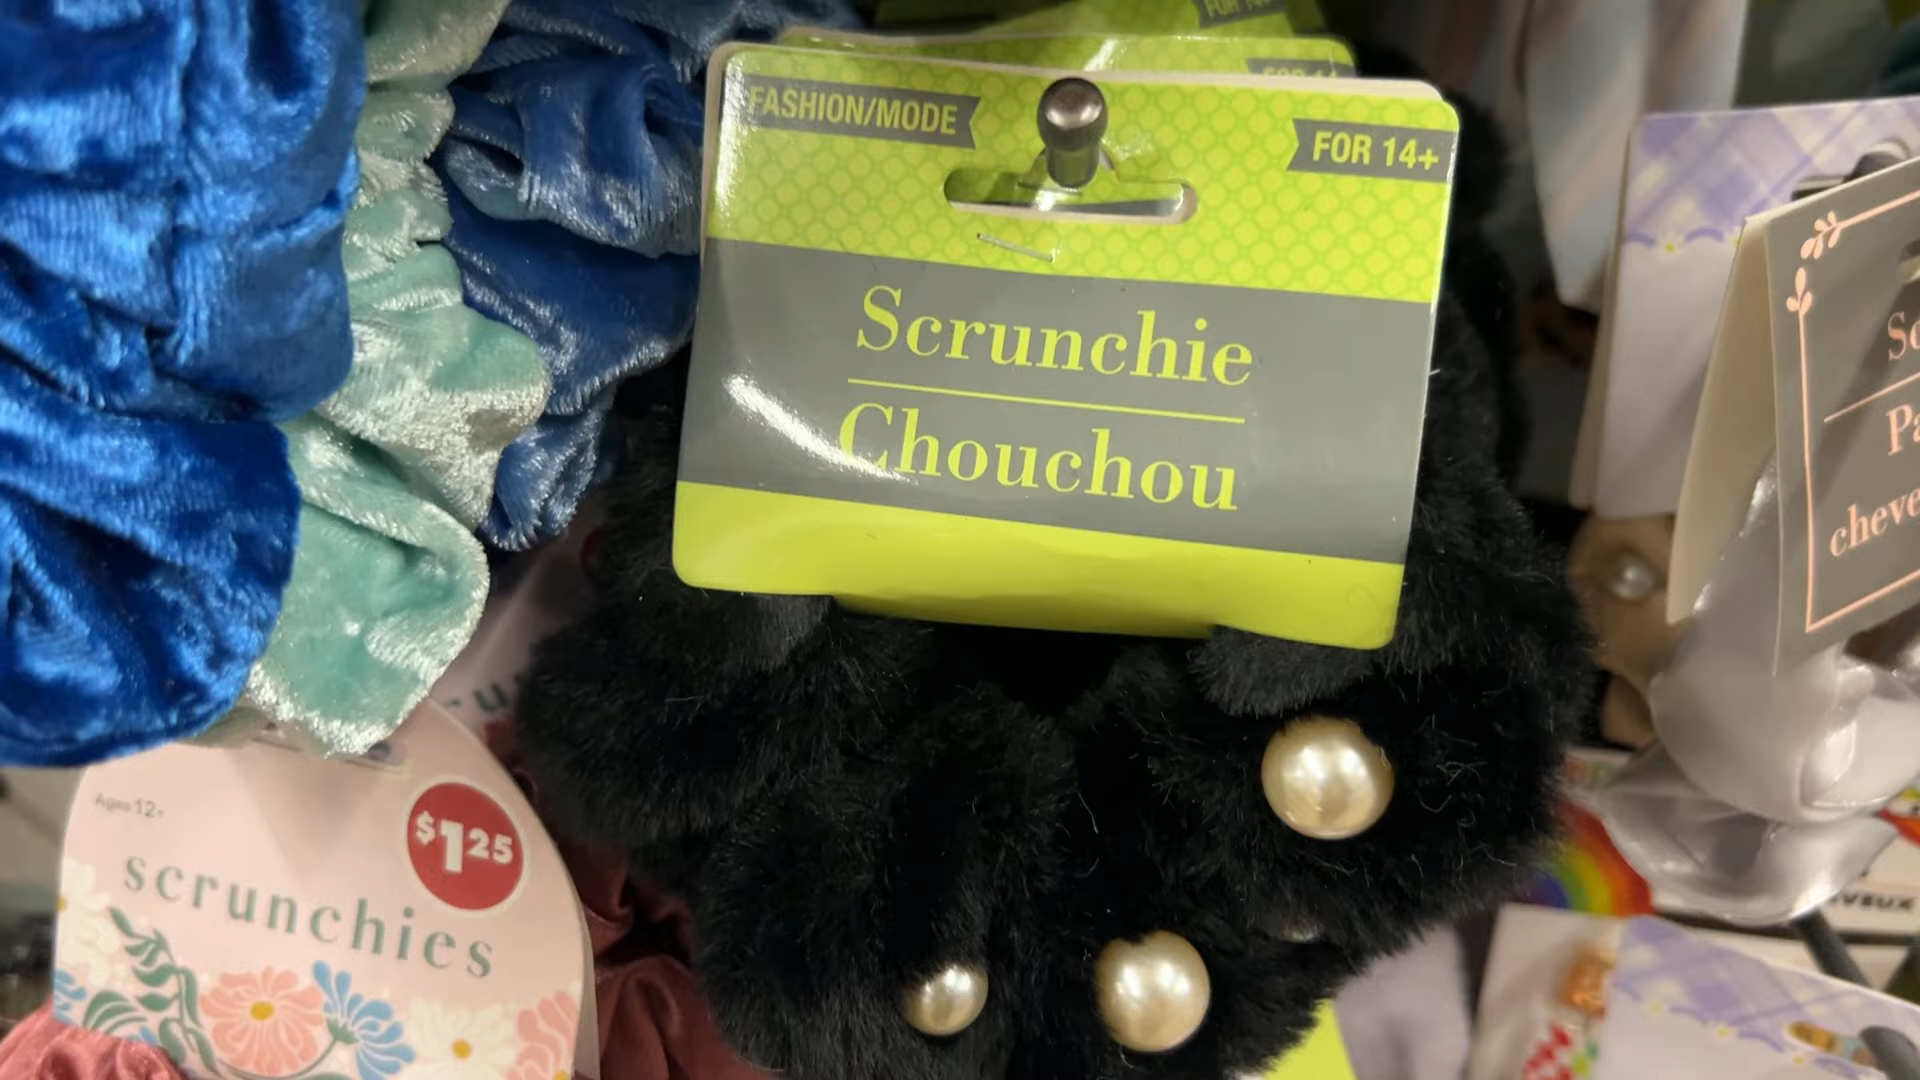 FASHION/MODE
FOR 14+
Scrunchie
Chouchou
Ages 12+
$1.25
scrunchies